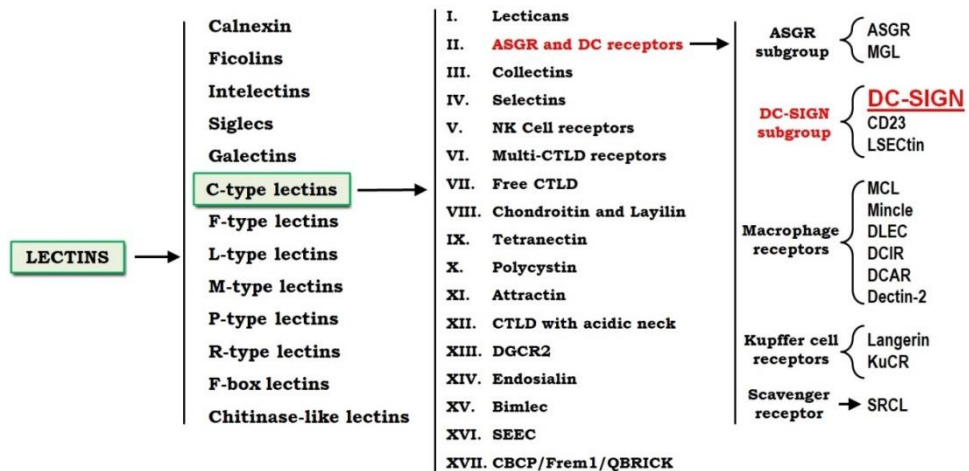 LECTINS
Calnexin
Ficolins
Intelectins
Siglecs
Galectins
C-type lectins
F-type lectins
L-type lectins
M-type lectins
P-type lectins
R-type lectins
F-box lectins
Chitinase-like lectins
I. Lecticans
II. ASGR and DC receptors
III. Collectins
IV. Selectins
V. NK Cell receptors
VI. Multi-CTLD receptors
VII. Free CTLD
VIII. Chondroitin and Layilin
IX. Tetranectin
X. Polycystin
XI. Attractin
XII. CTLD with acidic neck
XIII. DGCR2
XIV. Endosialin
XV. Bimlec
XVI. SEEC
XVII. CBCP/Frem1/QBRICK
ASGR
subgroup
ASGR
MGL
DC-SIGN
subgroup
DC-SIGN
CD23
LSECtin
Macrophage
receptors
MCL
Mincle
DLEC
DCIR
DCAR
Dectin-2
Kupffer cell
receptors
Langerin
KuCR
Scavenger
receptor
SRCL